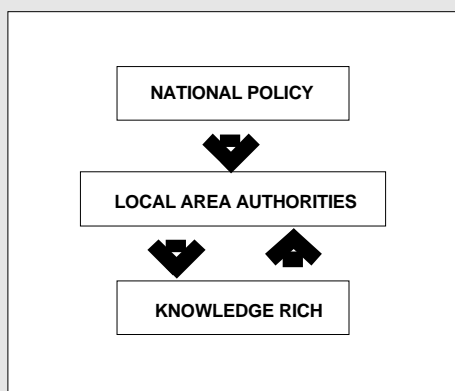 NATIONAL POLICY
LOCAL AREA AUTHORITIES
KNOWLEDGE RICH